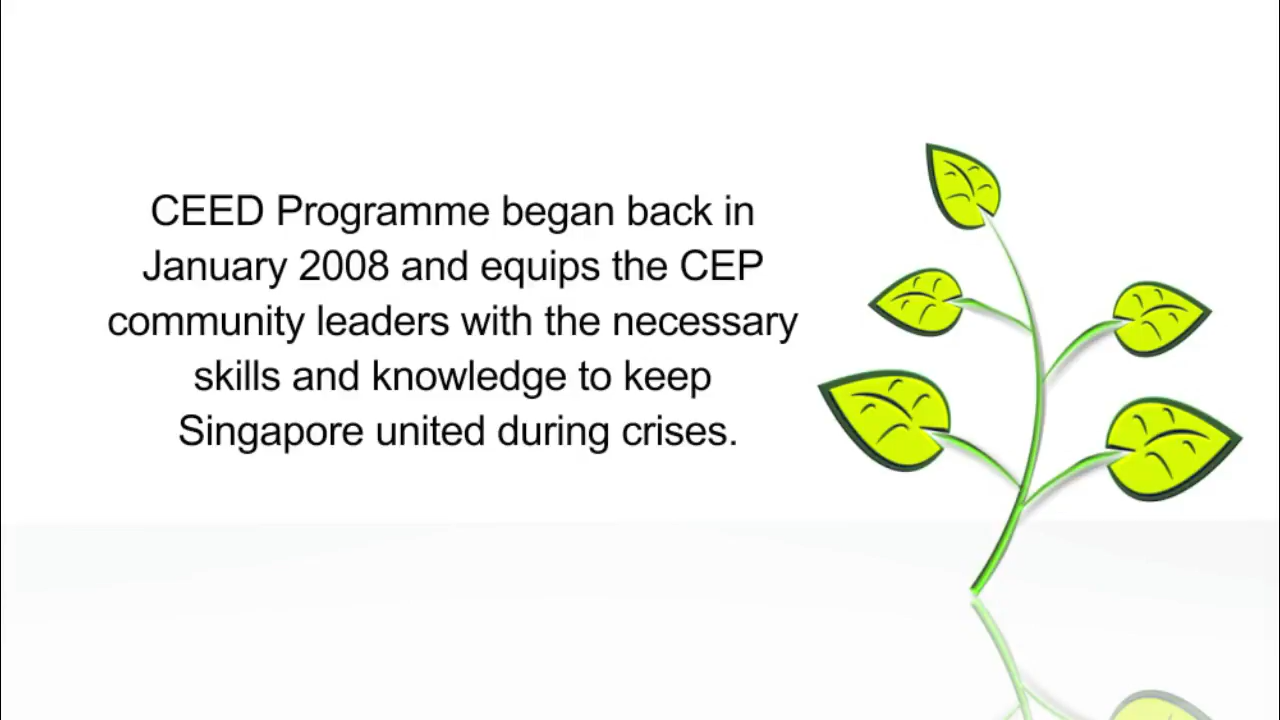 CEED Programme began back in
January 2008 and equips the CEP
community leaders with the necessary
skills and knowledge to keep
Singapore united during crises.